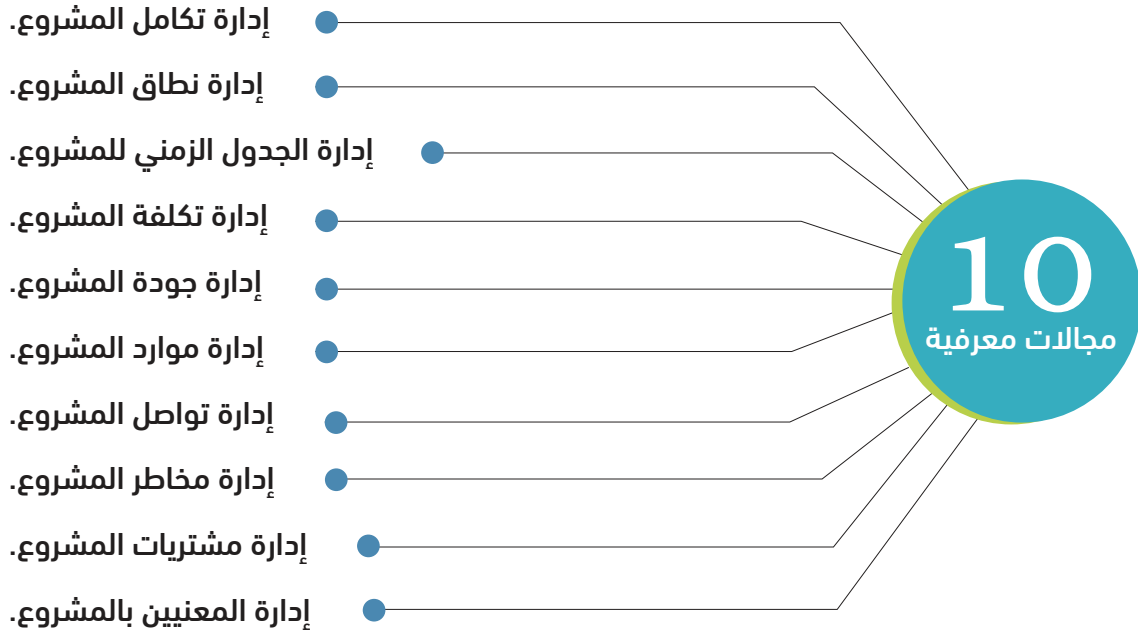 10
مجالات معرفية
إدارة تكامل المشروع.
إدارة نطاق المشروع.
إدارة الجدول الزمني للمشروع.
إدارة تكلفة المشروع.
إدارة جودة المشروع.
إدارة موارد المشروع.
إدارة تواصل المشروع.
إدارة مخاطر المشروع.
إدارة مشتريات المشروع.
إدارة المعنيين بالمشروع.